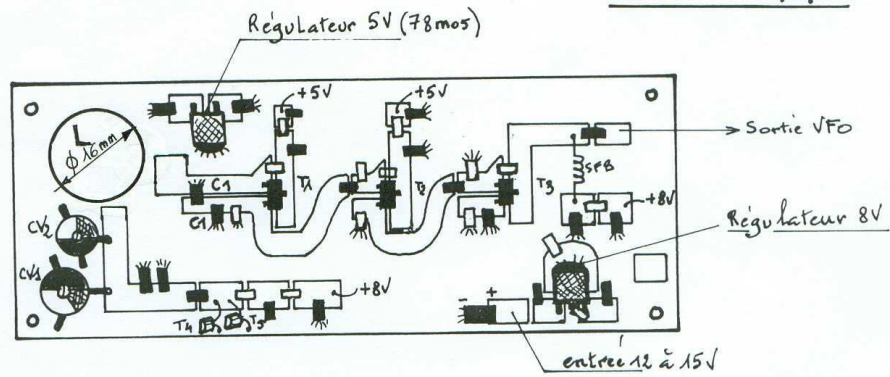 Régulateur 5V (78m05)
+5V
+5V
L
φ 16mm
Sortie VFO
C1
T1
T2
T3
SFB
C1
+8V
Régulateur 8V
CV2
CV1
+8V
T4
T5
- +
entrée 12 à 15V